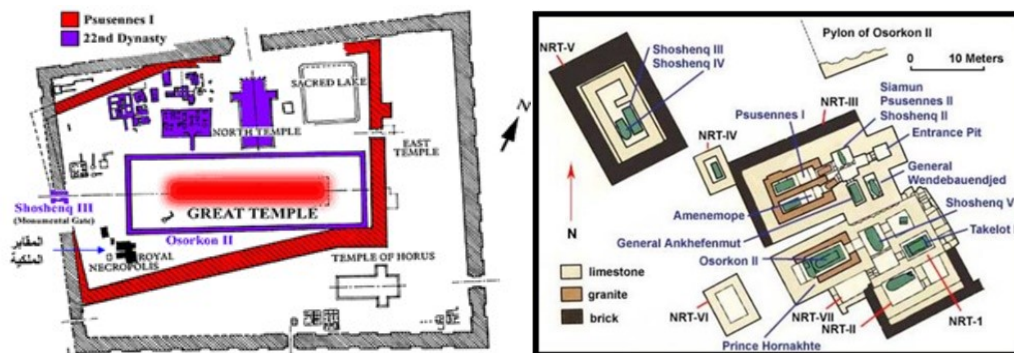 Psusennes I
22nd Dynasty
SACRED LAKE
NORTH TEMPLE
EAST
TEMPLE
Shoshenq III
(Monumental Gate)
GREAT TEMPLE
Osorkon II
المقابر
الملكية
ROYAL
NECROPOLIS
TEMPLE OF HORUS
N
NRT-V
Shoshenq III
Shoshenq IV
Pylon of Osorkon II
0 10 Meters
Psusennes I
NRT-III
Siamun
Psusennes II
Shoshenq II
NRT-IV
Entrance Pit
General
Wendebauendjed
Amenemope
Shoshenq V
General Ankhefenmut
Takelot I
Osorkon II
N
limestone
granite
brick
NRT-VI
NRT-VII
NRT-II
NRT-1
Prince Hornakhte